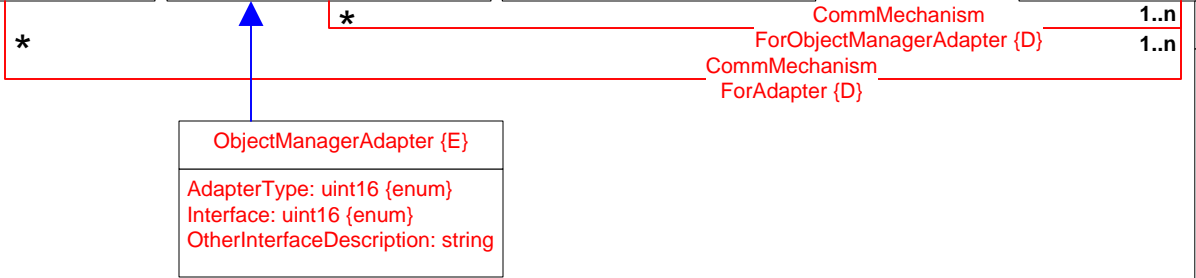 *
CommMechanism
1..n
*
ForObjectManagerAdapter {D}
1..n
CommMechanism
ForAdapter {D}
ObjectManagerAdapter {E}
AdapterType: uint16 {enum}
Interface: uint16 {enum}
OtherInterfaceDescription: string